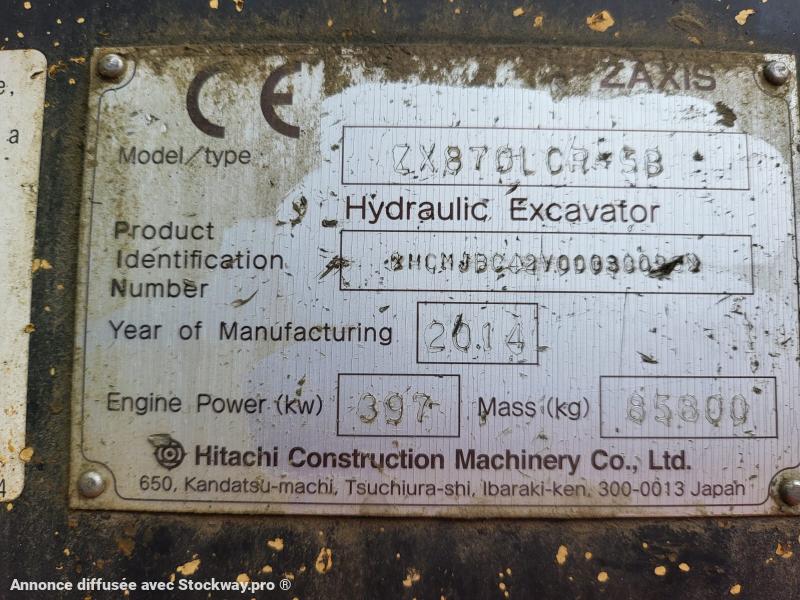 CE
ZAXIS
Model/type
ZX870LCR-5B
Hydraulic Excavator
Product
Identification
Number
Year of Manufacturing
2014
Engine Power (kw)
397
Mass (kg)
85800
Hitachi Construction Machinery Co., Ltd.
650, Kandatsu-machi, Tsuchiura-shi, Ibaraki-ken, 300-0013 Japan
a
4
Annonce diffusée avec Stockway.pro ®